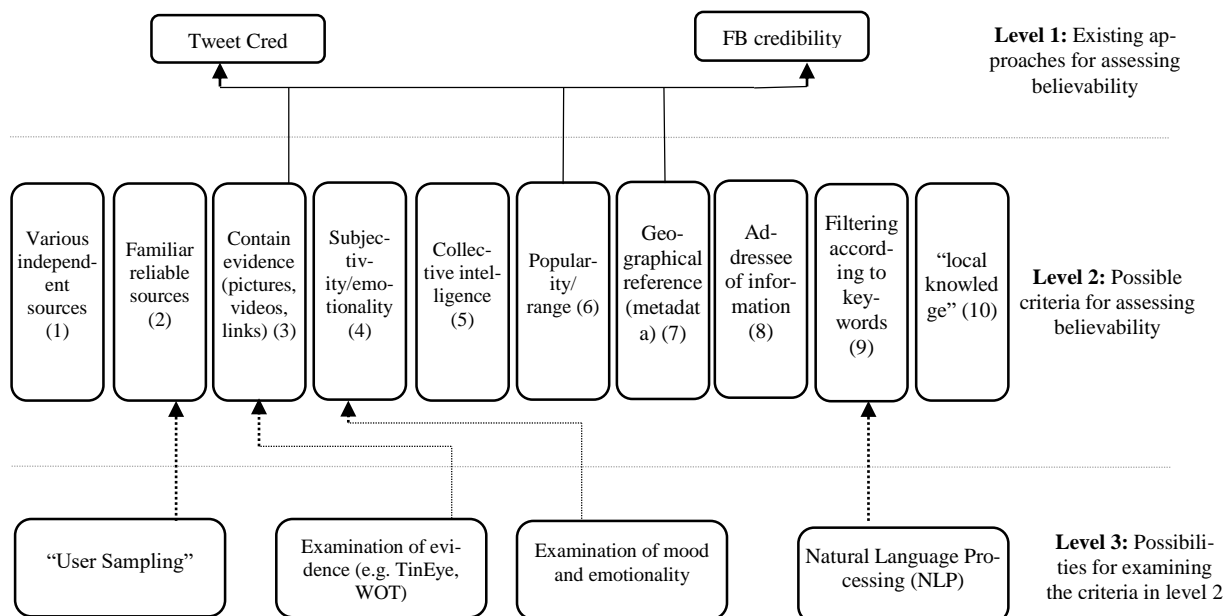 Tweet Cred
FB credibility
Level 1: Existing ap-
proaches for assessing
believability
Various
independ-
ent
sources
(1)
Familiar
reliable
sources
(2)
Contain
evidence
(pictures,
videos,
links) (3)
Subjec-
tiv-
ity/emo-
tionality
(4)
Collec-
tive intel-
ligence
(5)
Popular-
ity/
range (6)
Geo-
graphical
reference
(metadat
a) (7)
Ad-
dressee
of infor-
mation
(8)
Filtering
accord-
ing to
key-
words
(9)
“local
knowled
ge” (10)
Level 2: Possible
criteria for assessing
believability
“User Sampling”
Examination of evi-
dence (e.g. TinEye,
WOT)
Examination of mood
and emotionality
Natural Language Pro-
cessing (NLP)
Level 3: Possibili-
ties for examining
the criteria in level 2